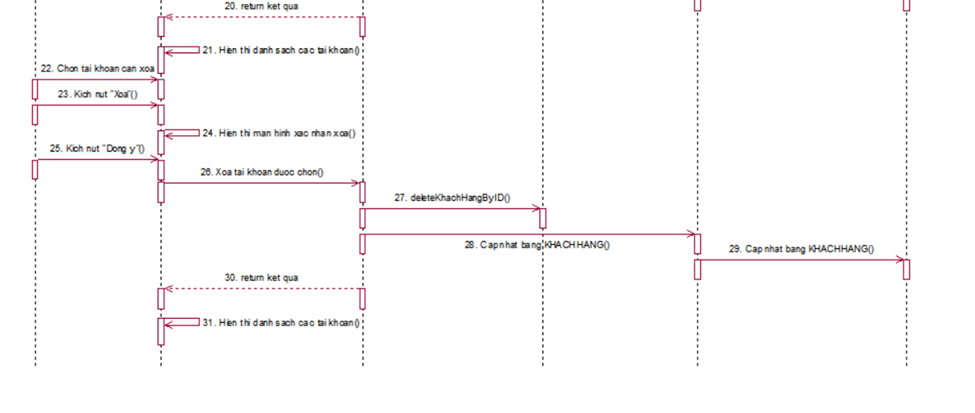 20. return ket qua
21. Hien thi danh sach cac tai khoan()
22. Chon tai khoan can xoa
23. Kich nut "Xoa"()
24. Hien thi man hinh xac nhan xoa()
25. Kich nut "Dong y"()
26. Xoa tai khoan duoc chon()
27. deleteKhachHangByID()
28. Cap nhat bang KHACHHANG()
29. Cap nhat bang KHACHHANG()
30. return ket qua
31. Hien thi danh sach cac tai khoan()